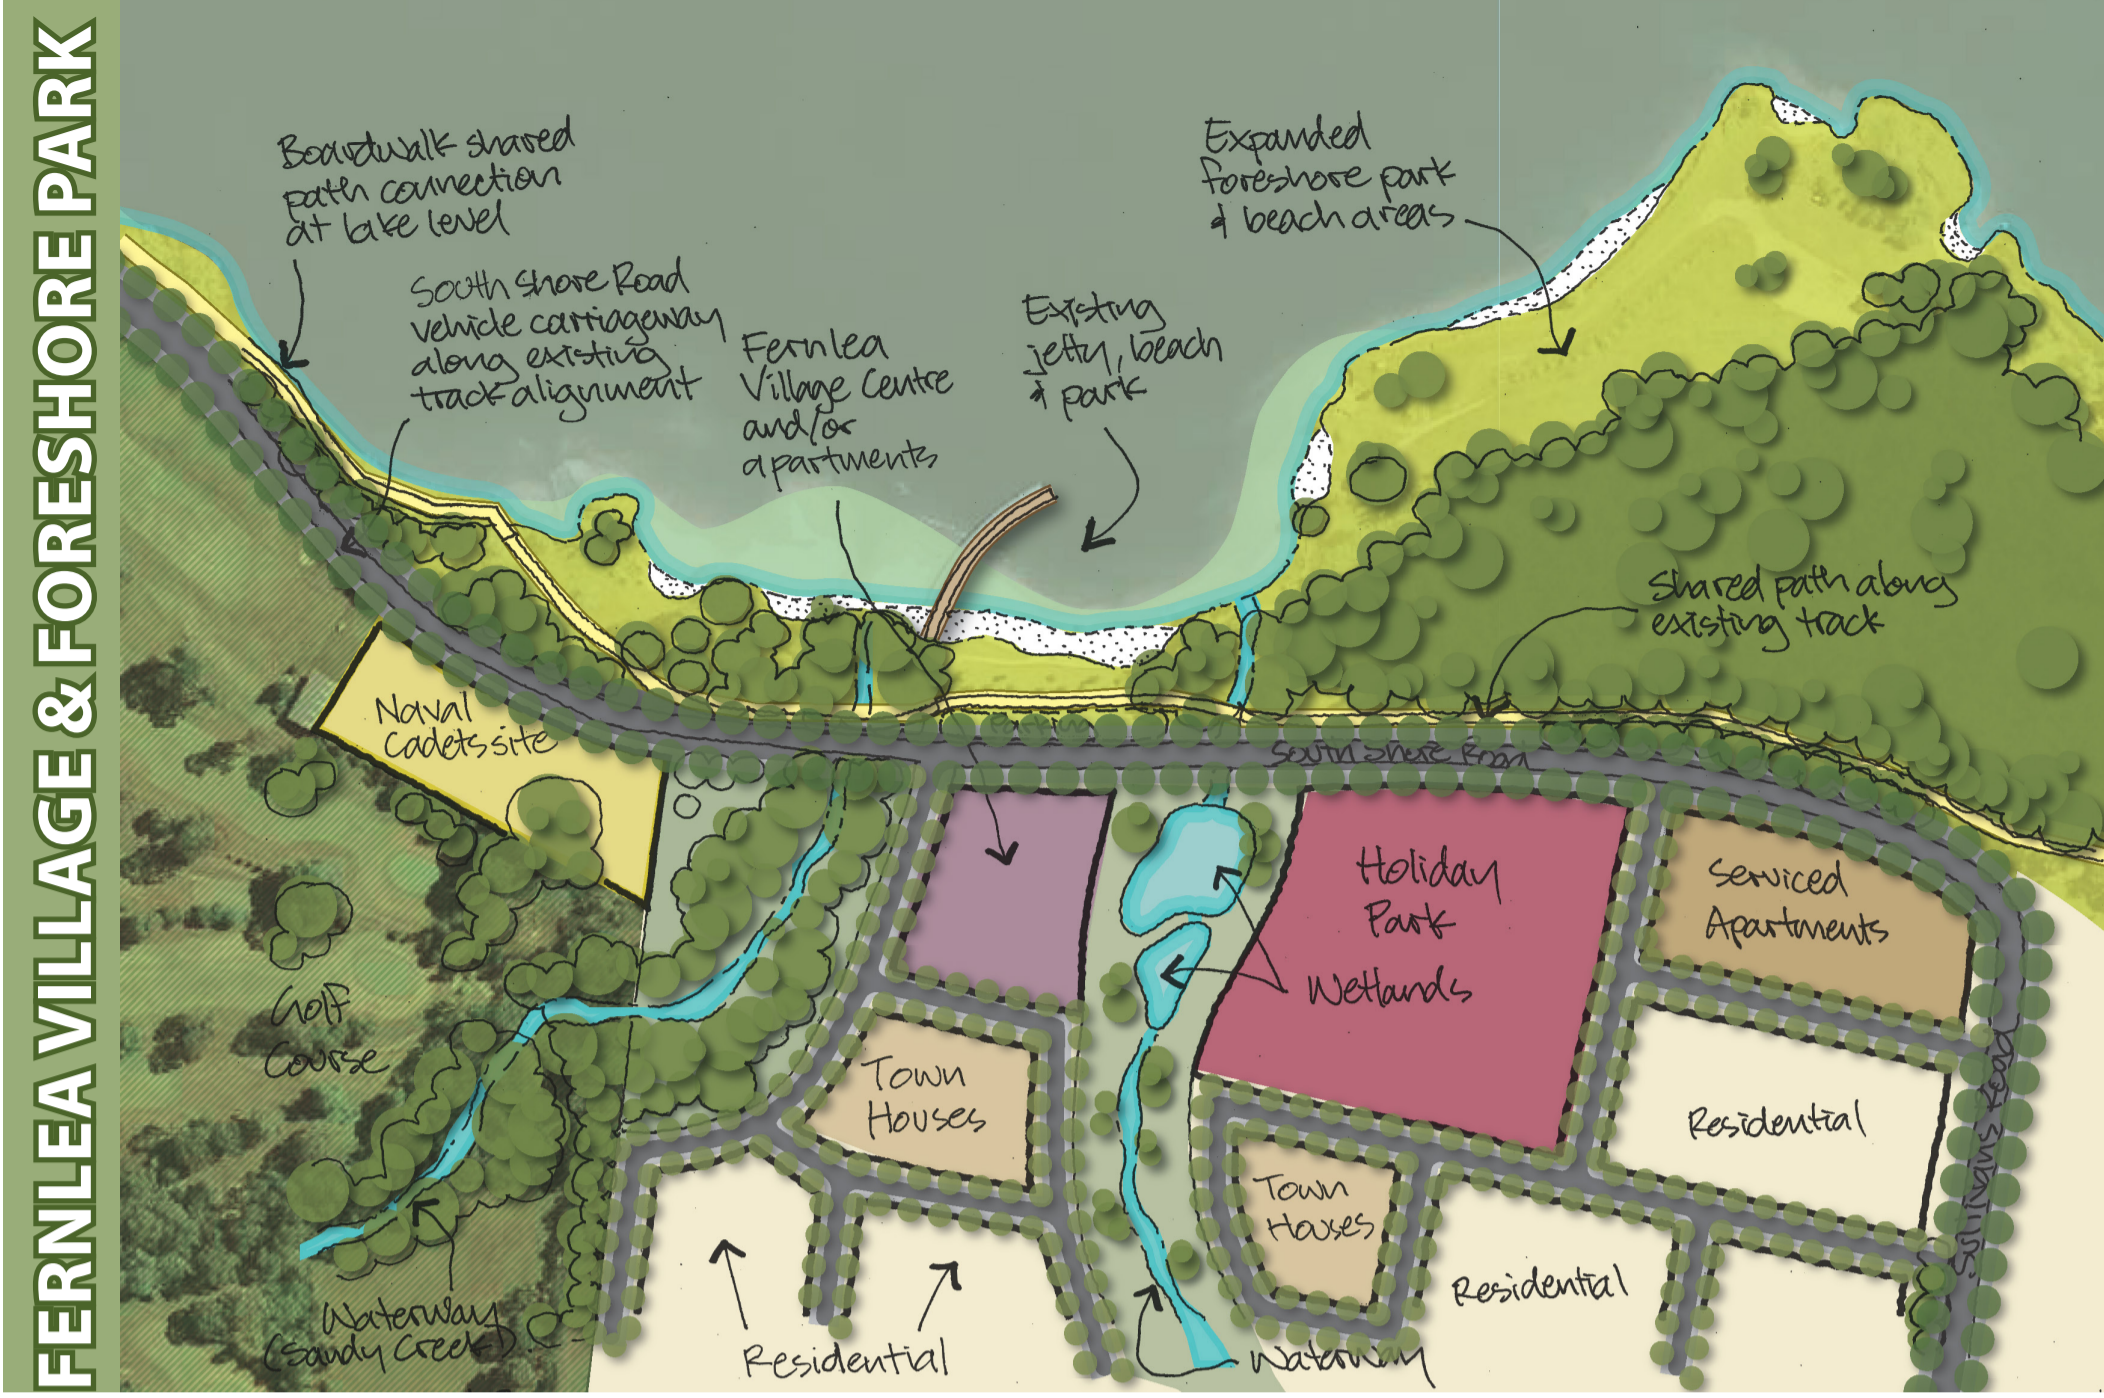 FERNLEA VILLAGE & FORESHORE PARK
Boardwalk shared
path connection
at lake level
South Shore Road
vehicle carriageway
along existing
track alignment
Fernlea
Village Centre
and/or
apartments
Existing
jetty, beach
& park
Expanded
foreshore park
& beach areas
Shared path along
existing track
Naval
Cadets site
Parking
South Shore Road
Holiday
Park
Serviced
Apartments
Wetlands
Golf
Course
Town
Houses
Residential
Town
Houses
Residential
Sullivans Road
Waterway
(Sandy Creek)
Residential
Waterway